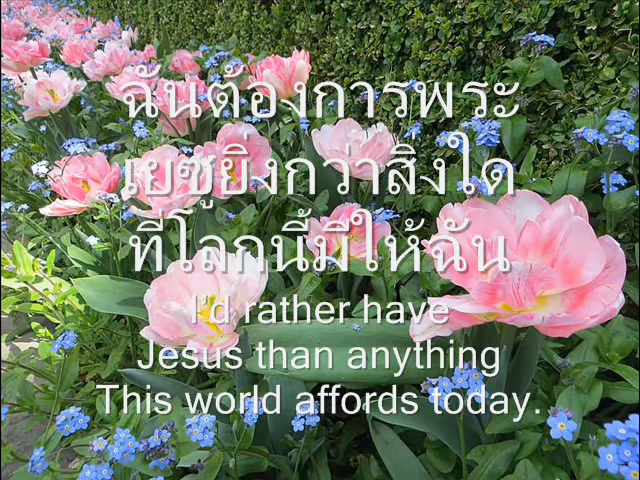 ฉันต้องการพระ
เยซูยิ่งกว่าสิ่งใด
ที่โลกนี้มีให้ฉัน
I'd rather have
Jesus than anything
This world affords today.